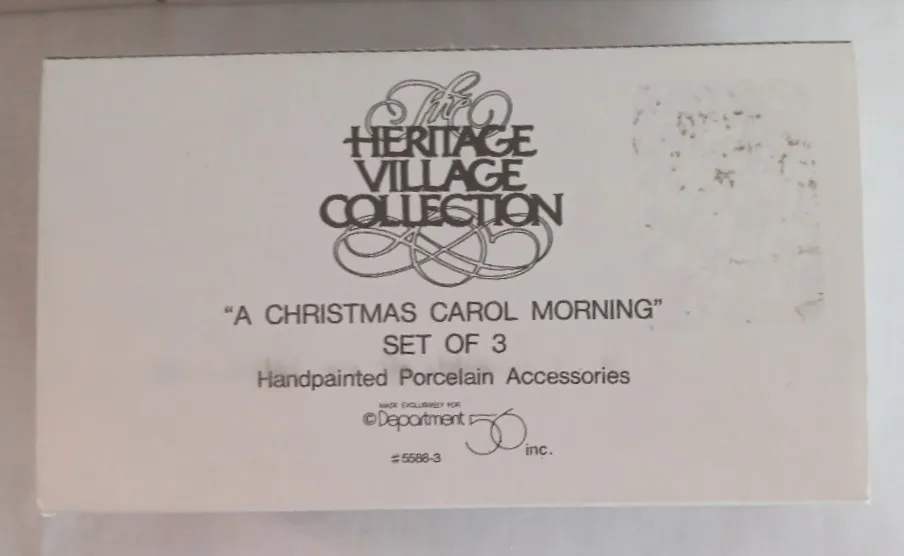 The
HERITAGE
VILLAGE
COLLECTION
“A CHRISTMAS CAROL MORNING”
SET OF 3
Handpainted Porcelain Accessories
MADE EXCLUSIVELY FOR
©Department 56 inc.
#5588-3